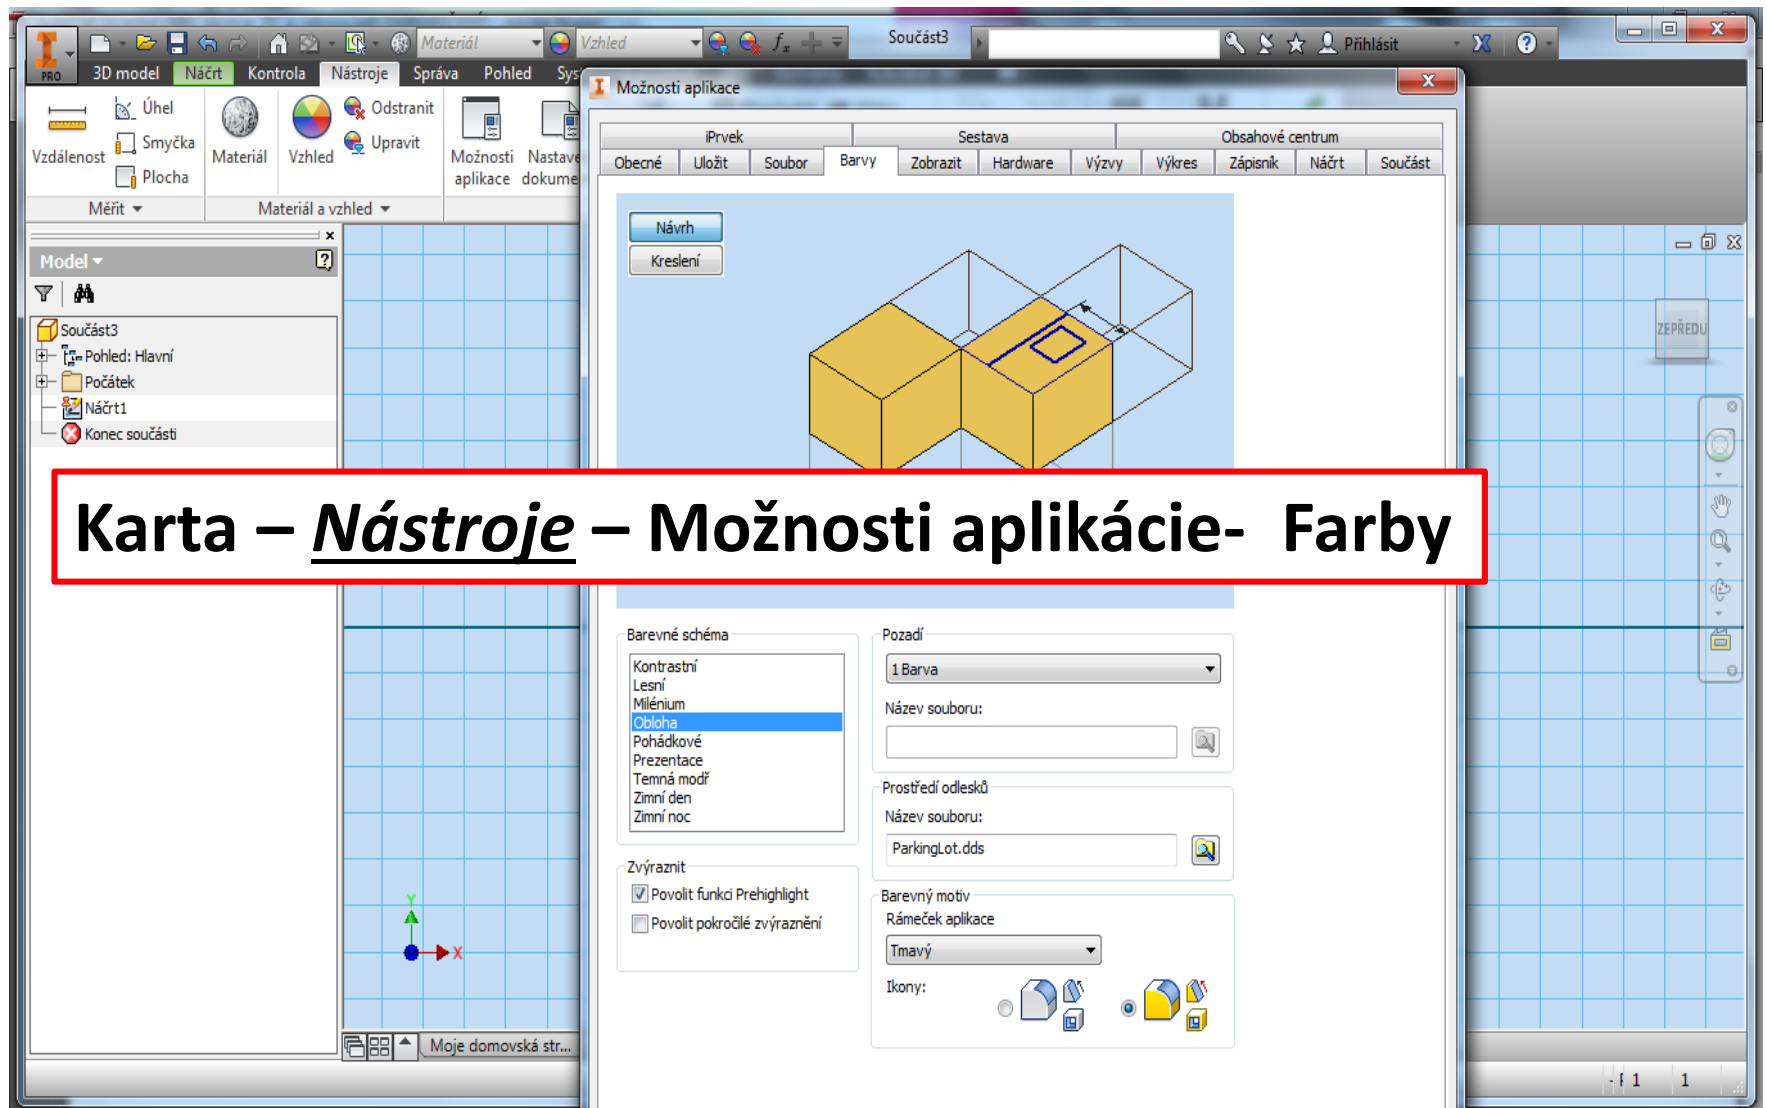 Materiál
Vzhled
Součást3
Přihlásit
PRO
3D model Náčrt Kontrola Nástroje Správa Pohled
Možnosti aplikace
Úhel
Smyčka
Plocha
Vzdálenost
Materiál
Vzhled
Odstranit
Upravit
Možnosti
aplikace
Měřit
Materiál a vzhled
iPrvek Sestava Obsahové centrum
Obecné Uložit Soubor Barvy Zobrazit Hardware Výzvy Výkres Zápisník Náčrt Součást
Návrh
Kreslení
Model
Součást3
Pohled: Hlavní
Počátek
Náčrt1
Konec součásti
ZEPŘEDU
Karta – Nástroje – Možnosti aplikácie- Farby
Barevné schéma
Kontrastní
Lesní
Milénium
Obloha
Pohádkové
Prezentace
Temná modř
Zimní den
Zimní noc
Pozadí
1 Barva
Název souboru:
Prostředí odlesků
Název souboru:
ParkingLot.dds
Zvýraznit
Povolit funkci Prehighlight
Povolit pokročilé zvýraznění
Barevný motiv
Rámeček aplikace
Tmavý
Ikony:
Y
X
Moje domovská str...
1 1